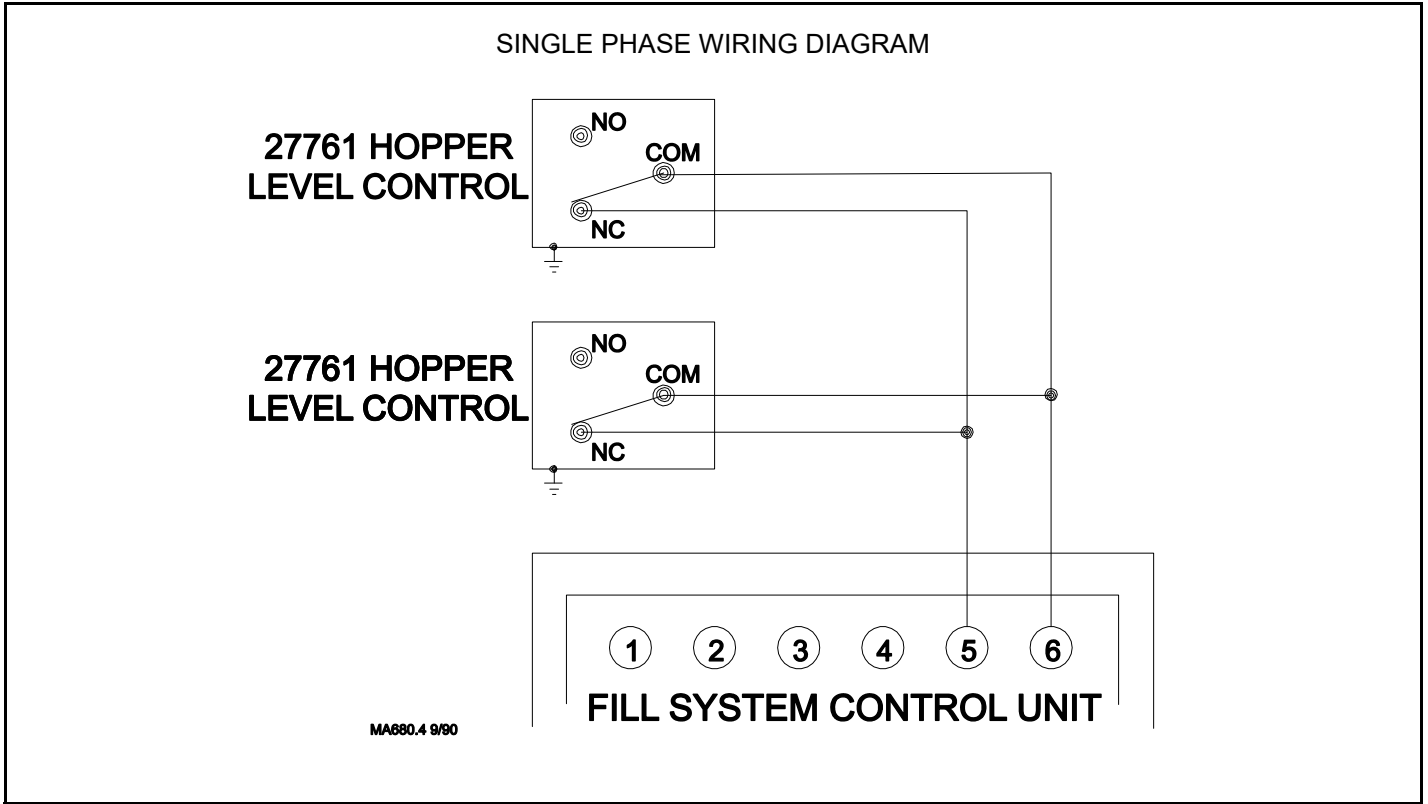 SINGLE PHASE WIRING DIAGRAM
27761 HOPPER
LEVEL CONTROL
NO
COM
NC
27761 HOPPER
LEVEL CONTROL
NO
COM
NC
1 2 3 4 5 6
FILL SYSTEM CONTROL UNIT
MA680.4 9/90